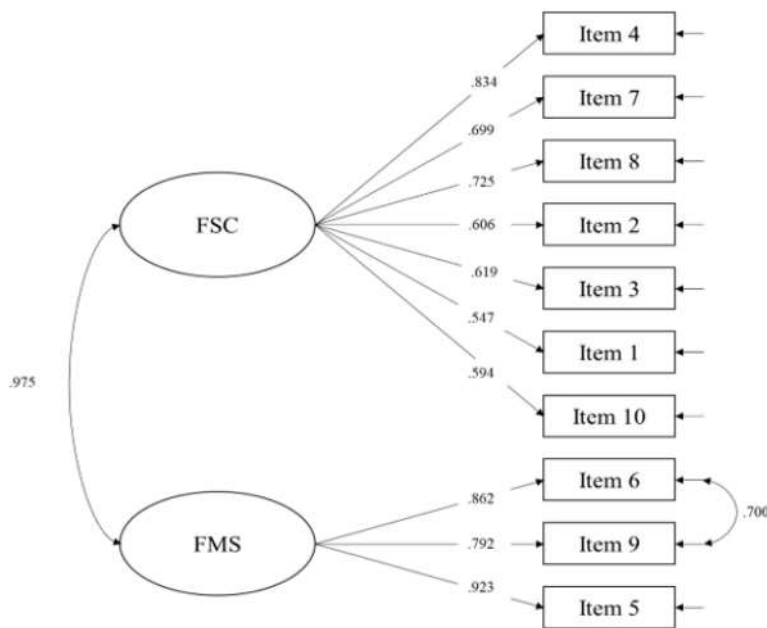 Item 4
.834
Item 7
.699
Item 8
.725
FSC
.606
Item 2
.619
Item 3
.547
Item 1
.594
.975
Item 10
.862
Item 6
.700
FMS
.792
Item 9
.923
Item 5